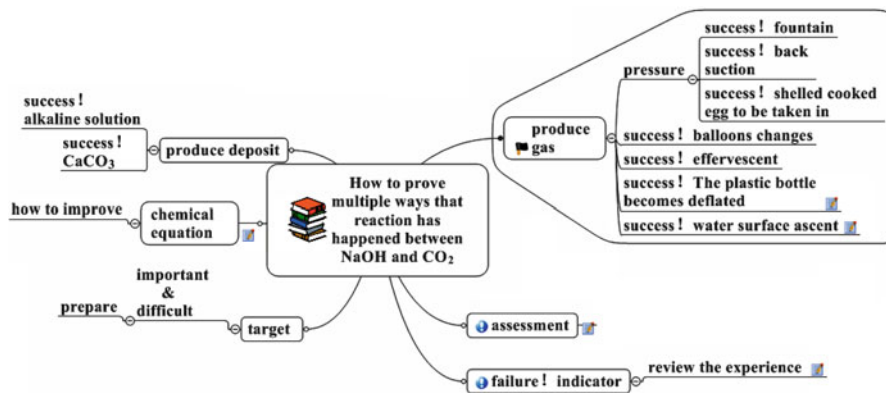 How to prove
multiple ways that
reaction has
happened between
NaOH and CO₂
produce
gas
pressure
success! fountain
success! back
suction
success! shelled cooked
egg to be taken in
success! balloons changes
success! effervescent
success! The plastic bottle
becomes deflated
success! water surface ascent
assessment
failure! indicator
review the experience
produce deposit
success!
alkaline solution
success!
CaCO₃
chemical
equation
how to improve
target
important
&
difficult
prepare